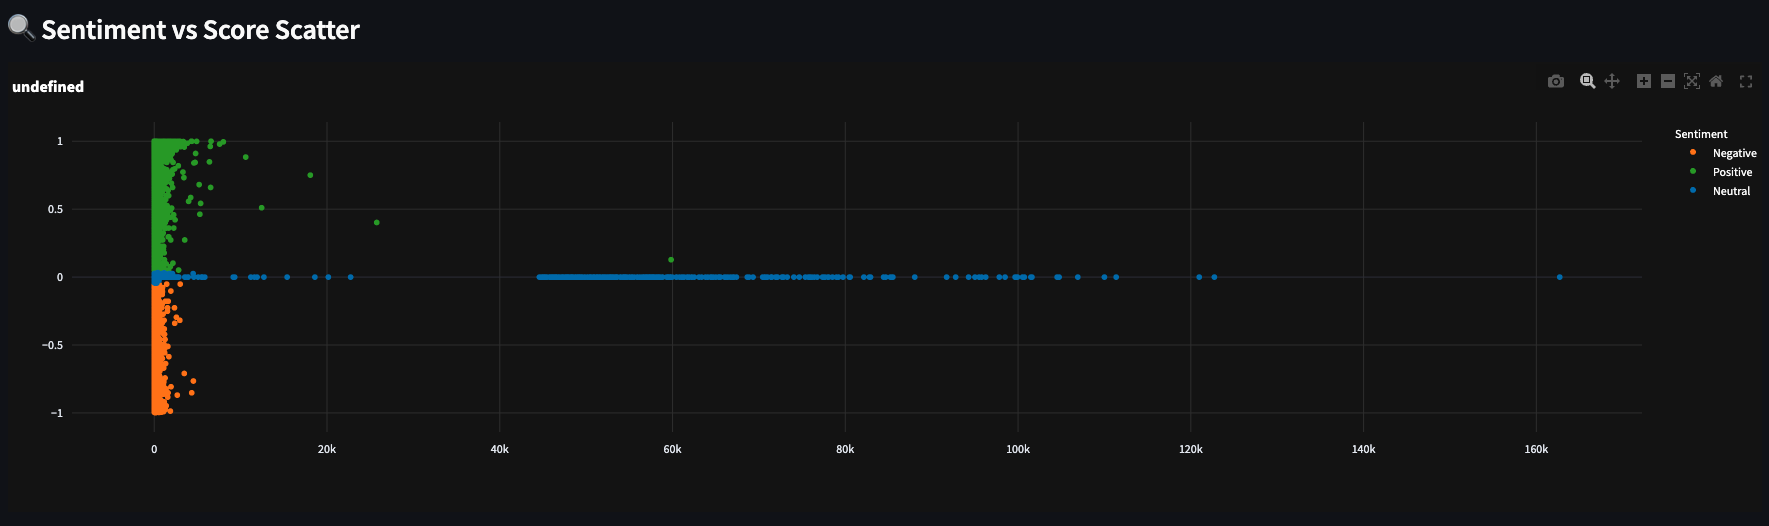 🔍 Sentiment vs Score Scatter
undefined
Sentiment
Negative
Positive
Neutral
1
0.5
0
−0.5
−1
0
20k
40k
60k
80k
100k
120k
140k
160k